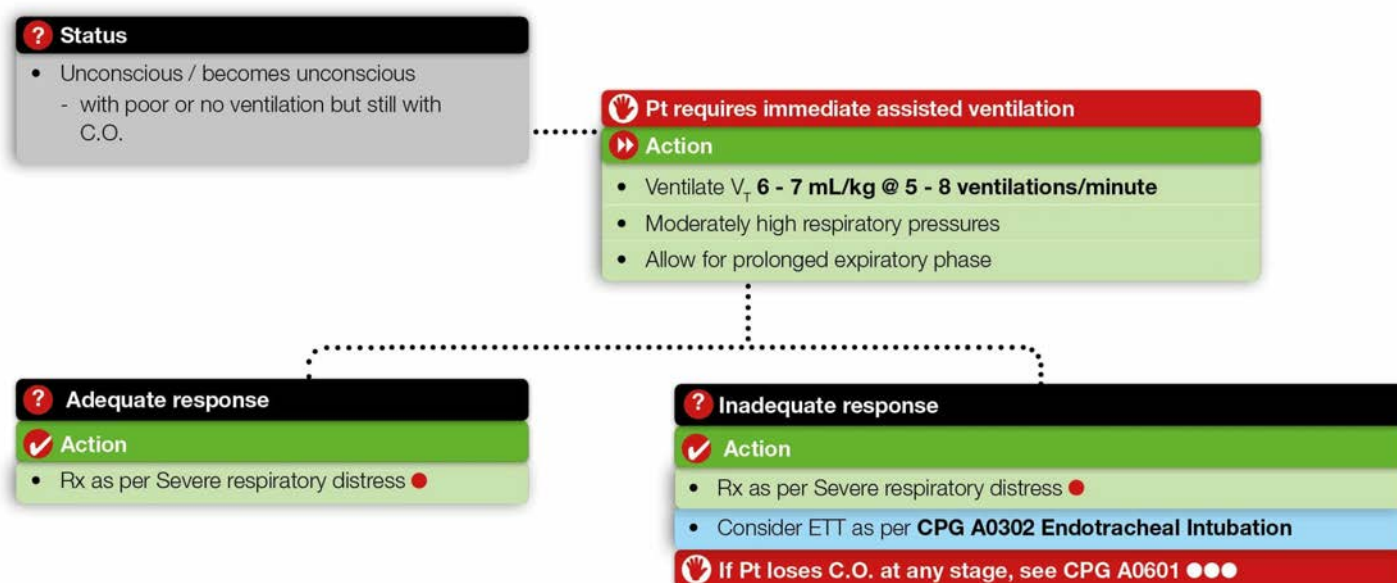 ? Status
• Unconscious / becomes unconscious
- with poor or no ventilation but still with
C.O.
Pt requires immediate assisted ventilation
Action
• Ventilate V_T 6 - 7 mL/kg @ 5 - 8 ventilations/minute
• Moderately high respiratory pressures
• Allow for prolonged expiratory phase
? Adequate response
Action
• Rx as per Severe respiratory distress ●
? Inadequate response
Action
• Rx as per Severe respiratory distress ●
• Consider ETT as per CPG A0302 Endotracheal Intubation
If Pt loses C.O. at any stage, see CPG A0601 ●●●